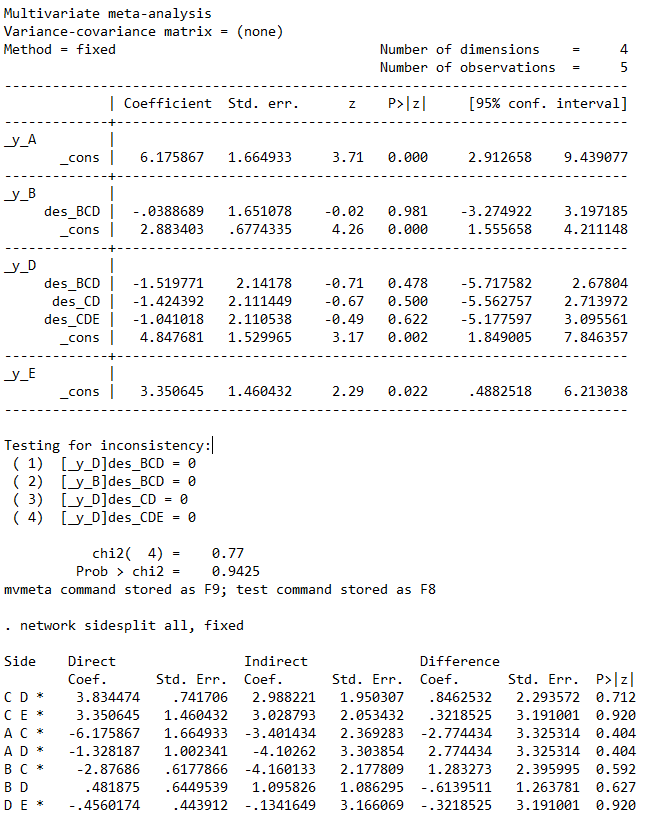 Multivariate meta-analysis
Variance-covariance matrix = (none)
Method = fixed                                 Number of dimensions    =     4
                                               Number of observations  =     5
------------------------------------------------------------------------------
             | Coefficient  Std. err.      z    P>|z|     [95% conf. interval]
-------------+----------------------------------------------------------------
_y_A         |
       _cons |   6.175867   1.664933     3.71   0.000     2.912658    9.439077
-------------+----------------------------------------------------------------
_y_B         |
     des_BCD |  -.0388689   1.651078    -0.02   0.981    -3.274922    3.197185
       _cons |   2.883403   .6774335     4.26   0.000     1.555658    4.211148
-------------+----------------------------------------------------------------
_y_D         |
     des_BCD |  -1.519771    2.14178    -0.71   0.478    -5.717582     2.67804
      des_CD |  -1.424392   2.111449    -0.67   0.500    -5.562757    2.713972
     des_CDE |  -1.041018   2.110538    -0.49   0.622    -5.177597    3.095561
       _cons |   4.847681   1.529965     3.17   0.002     1.849005    7.846357
-------------+----------------------------------------------------------------
_y_E         |
       _cons |   3.350645   1.460432     2.29   0.022     .4882518    6.213038
------------------------------------------------------------------------------
Testing for inconsistency:
 ( 1)  [_y_D]des_BCD = 0
 ( 2)  [_y_B]des_BCD = 0
 ( 3)  [_y_D]des_CD = 0
 ( 4)  [_y_D]des_CDE = 0
           chi2(  4) =    0.77
         Prob > chi2 =    0.9425
mvmeta command stored as F9; test command stored as F8
. network sidesplit all, fixed
Side    Direct                Indirect              Difference
        Coef.      Std. Err.  Coef.      Std. Err.  Coef.      Std. Err.  P>|z|
C D *    3.834474    .741706   2.988221   1.950307   .8462532   2.293572  0.712
C E *    3.350645   1.460432   3.028793   2.053432   .3218525   3.191001  0.920
A C *   -6.175867   1.664933  -3.401434   2.369283  -2.774434   3.325314  0.404
A D *   -1.328187   1.002341   -4.10262   3.303854   2.774434   3.325314  0.404
B C *    -2.87686   .6177866  -4.160133   2.177809   1.283273   2.395995  0.592
B D       .481875   .6449539   1.095826   1.086295  -.6139511   1.263781  0.627
D E *   -.4560174    .443912  -.1341649   3.166069  -.3218525   3.191001  0.920